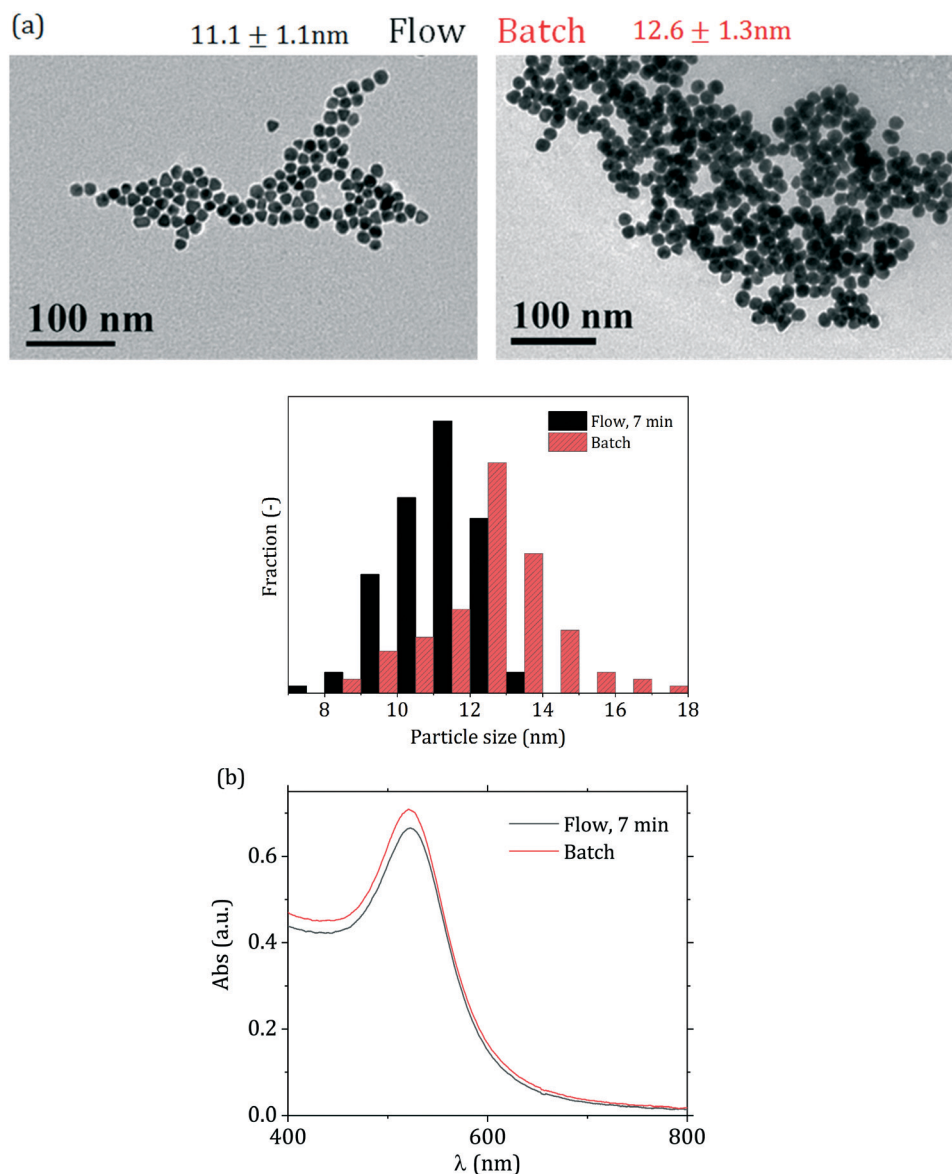 (a)
11.1 ± 1.1nm Flow Batch 12.6 ± 1.3nm
100 nm
100 nm
Flow, 7 min
Batch
Fraction (-)
8 10 12 14 16 18
Particle size (nm)
(b)
Flow, 7 min
Batch
Abs (a.u.)
0.6
0.4
0.2
0.0
400 600 800
λ (nm)